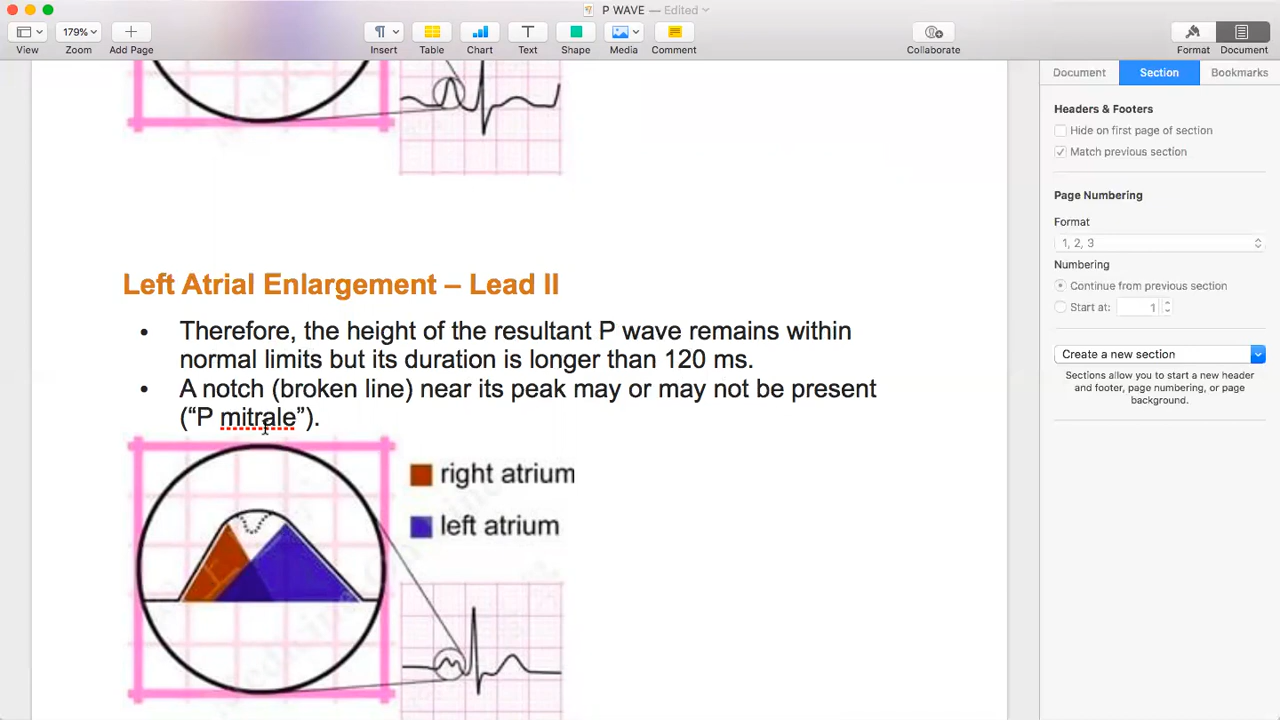 P WAVE — Edited
179%
View
Zoom
Add Page
Insert
Table
Chart
Text
Shape
Media
Comment
Collaborate
Format
Document
Document
Section
Bookmarks
Headers & Footers
Hide on first page of section
Match previous section
Page Numbering
Format
1, 2, 3
Numbering
Continue from previous section
Start at:
1
Create a new section
Sections allow you to start a new header
and footer, page numbering, or page
background.
Left Atrial Enlargement – Lead II
• Therefore, the height of the resultant P wave remains within
normal limits but its duration is longer than 120 ms.
• A notch (broken line) near its peak may or may not be present
(“P mitrale”).
right atrium
left atrium